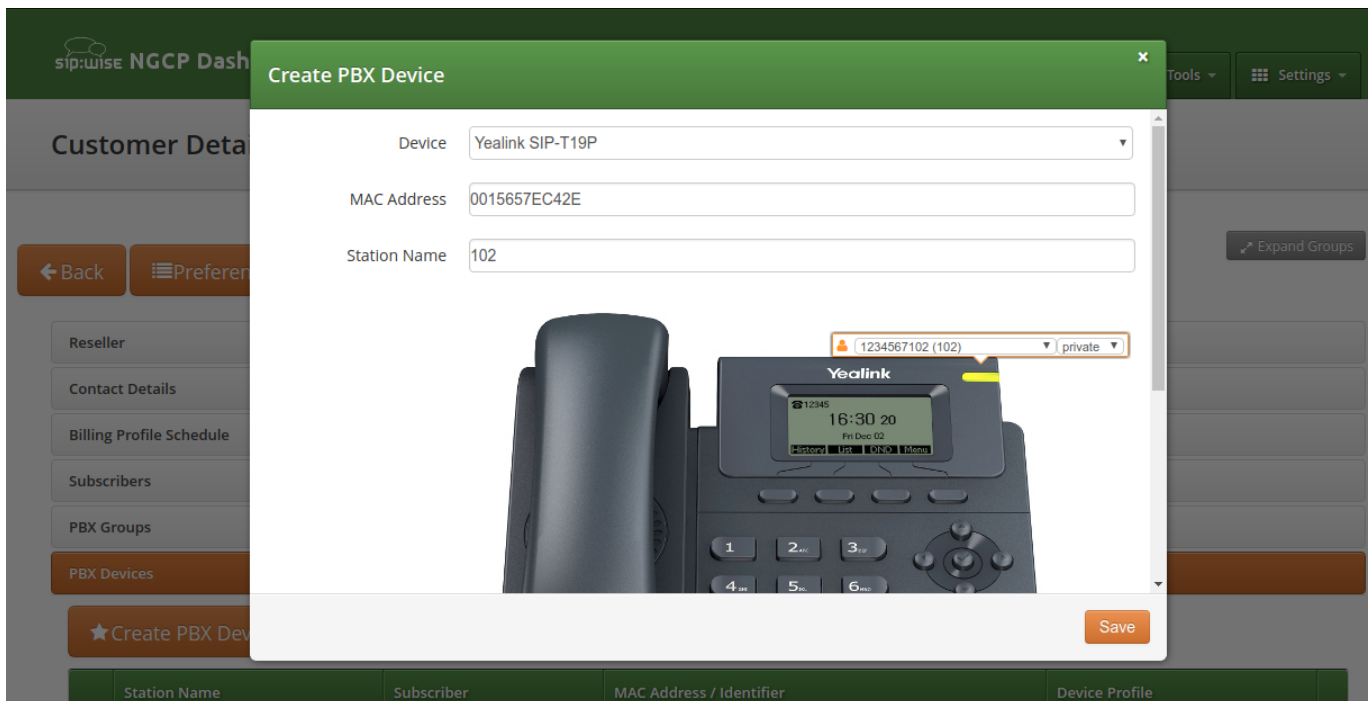 sip:wise NGCP Dash
Tools
Settings
Create PBX Device
×
Customer Detai
Device
Yealink SIP-T19P
MAC Address
0015657EC42E
Station Name
102
Back
Preferen
Expand Groups
Reseller
Contact Details
Billing Profile Schedule
Subscribers
PBX Groups
PBX Devices
1234567102 (102)
private
Yealink
12345
16:30 20
Fri Dec 02
History List DND Menu
1 2 ABC 3
4 5 6
Create PBX Dev
Save
Station Name Subscriber MAC Address / Identifier Device Profile